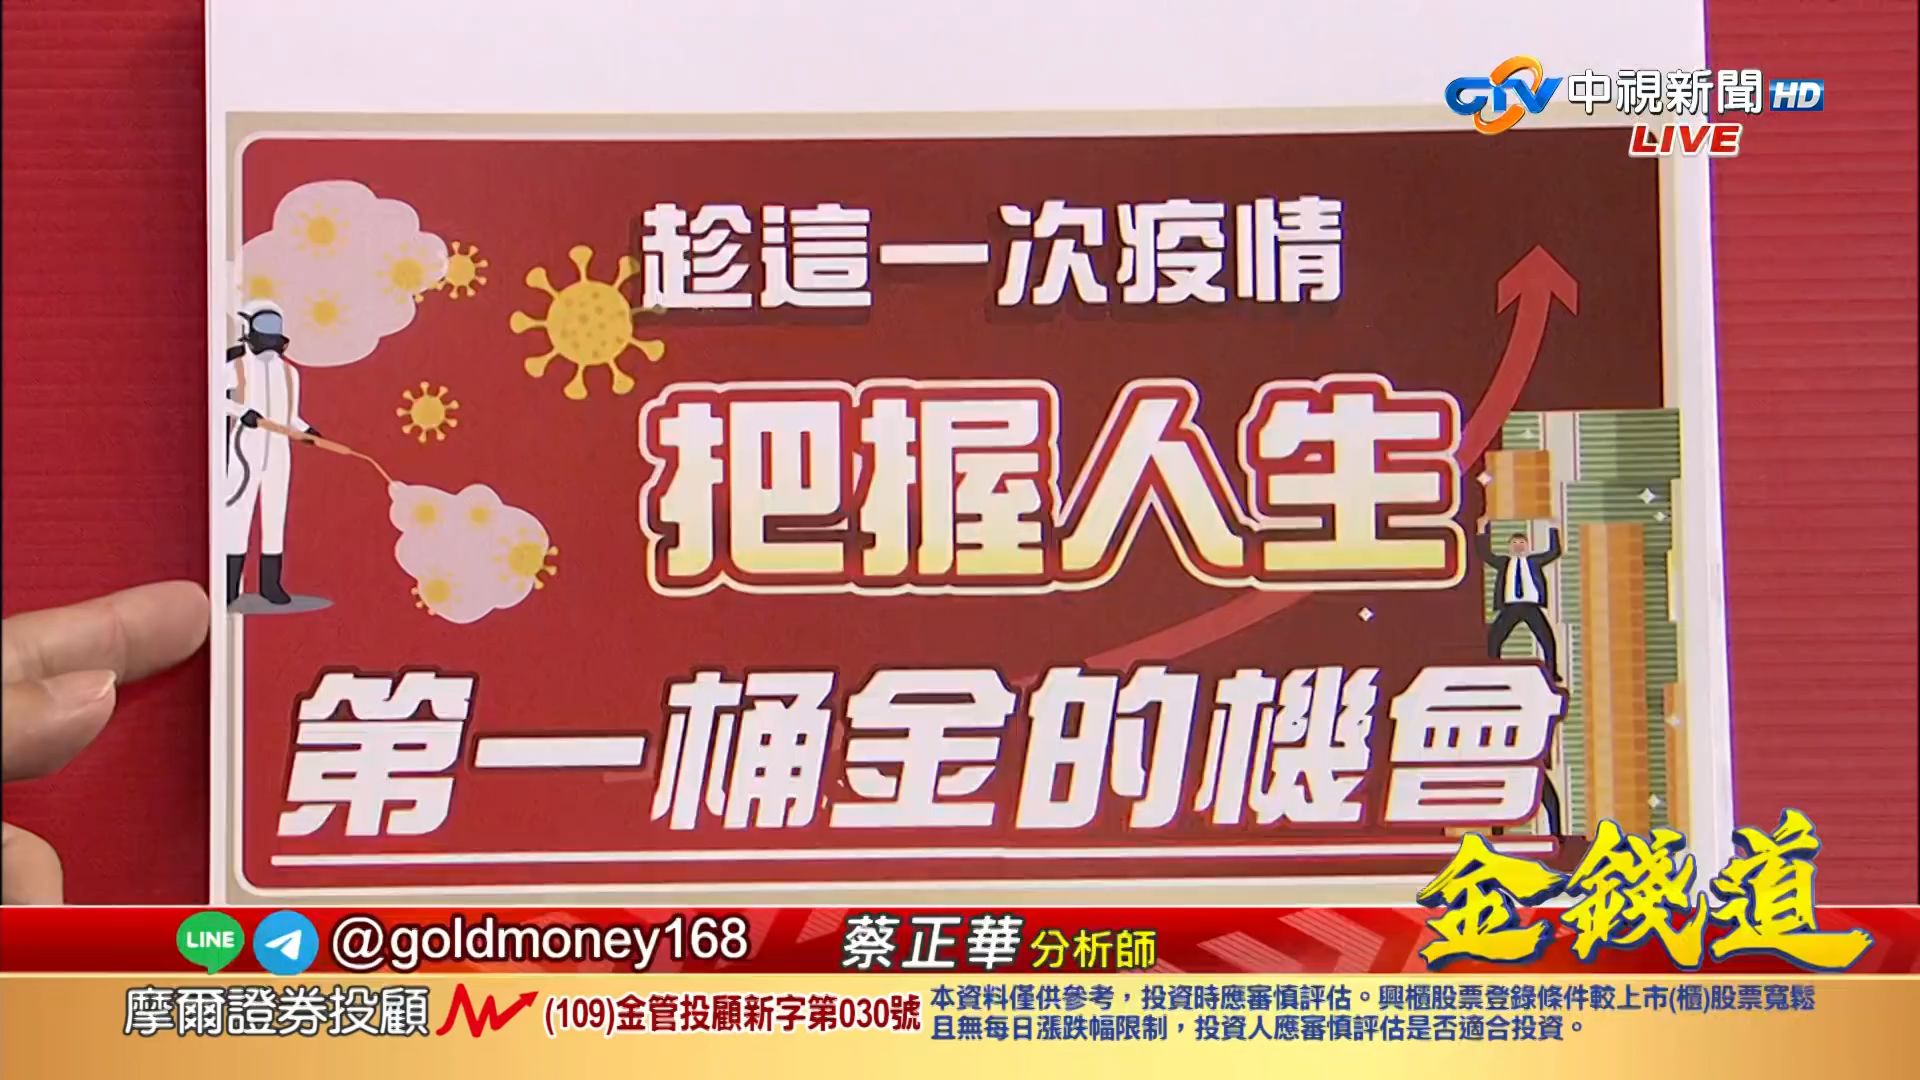 CTV中視新聞HD
LIVE
趁這一次疫情
把握人生
第一桶金的機會
金錢道
LINE @goldmoney168 蔡正華分析師
摩爾證券投顧 (109)金管投顧新字第030號
本資料僅供參考，投資時應審慎評估。興櫃股票登錄條件較上市(櫃)股票寬鬆
且無每日漲跌幅限制，投資人應審慎評估是否適合投資。